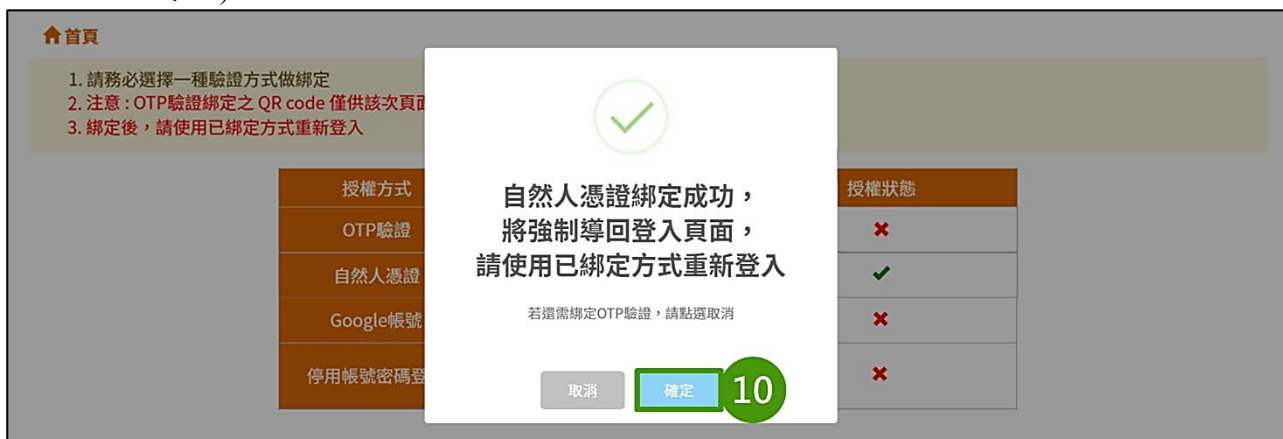 首頁
1. 請務必選擇一種驗證方式做綁定
2. 注意 : OTP驗證綁定之 QR code 僅供該次頁面
3. 綁定後，請使用已綁定方式重新登入
自然人憑證綁定成功，
將強制導回登入頁面，
請使用已綁定方式重新登入
若還需綁定OTP驗證，請點選取消
取消 確定 10
授權方式 授權狀態
OTP驗證
自然人憑證
Google帳號
停用帳號密碼登